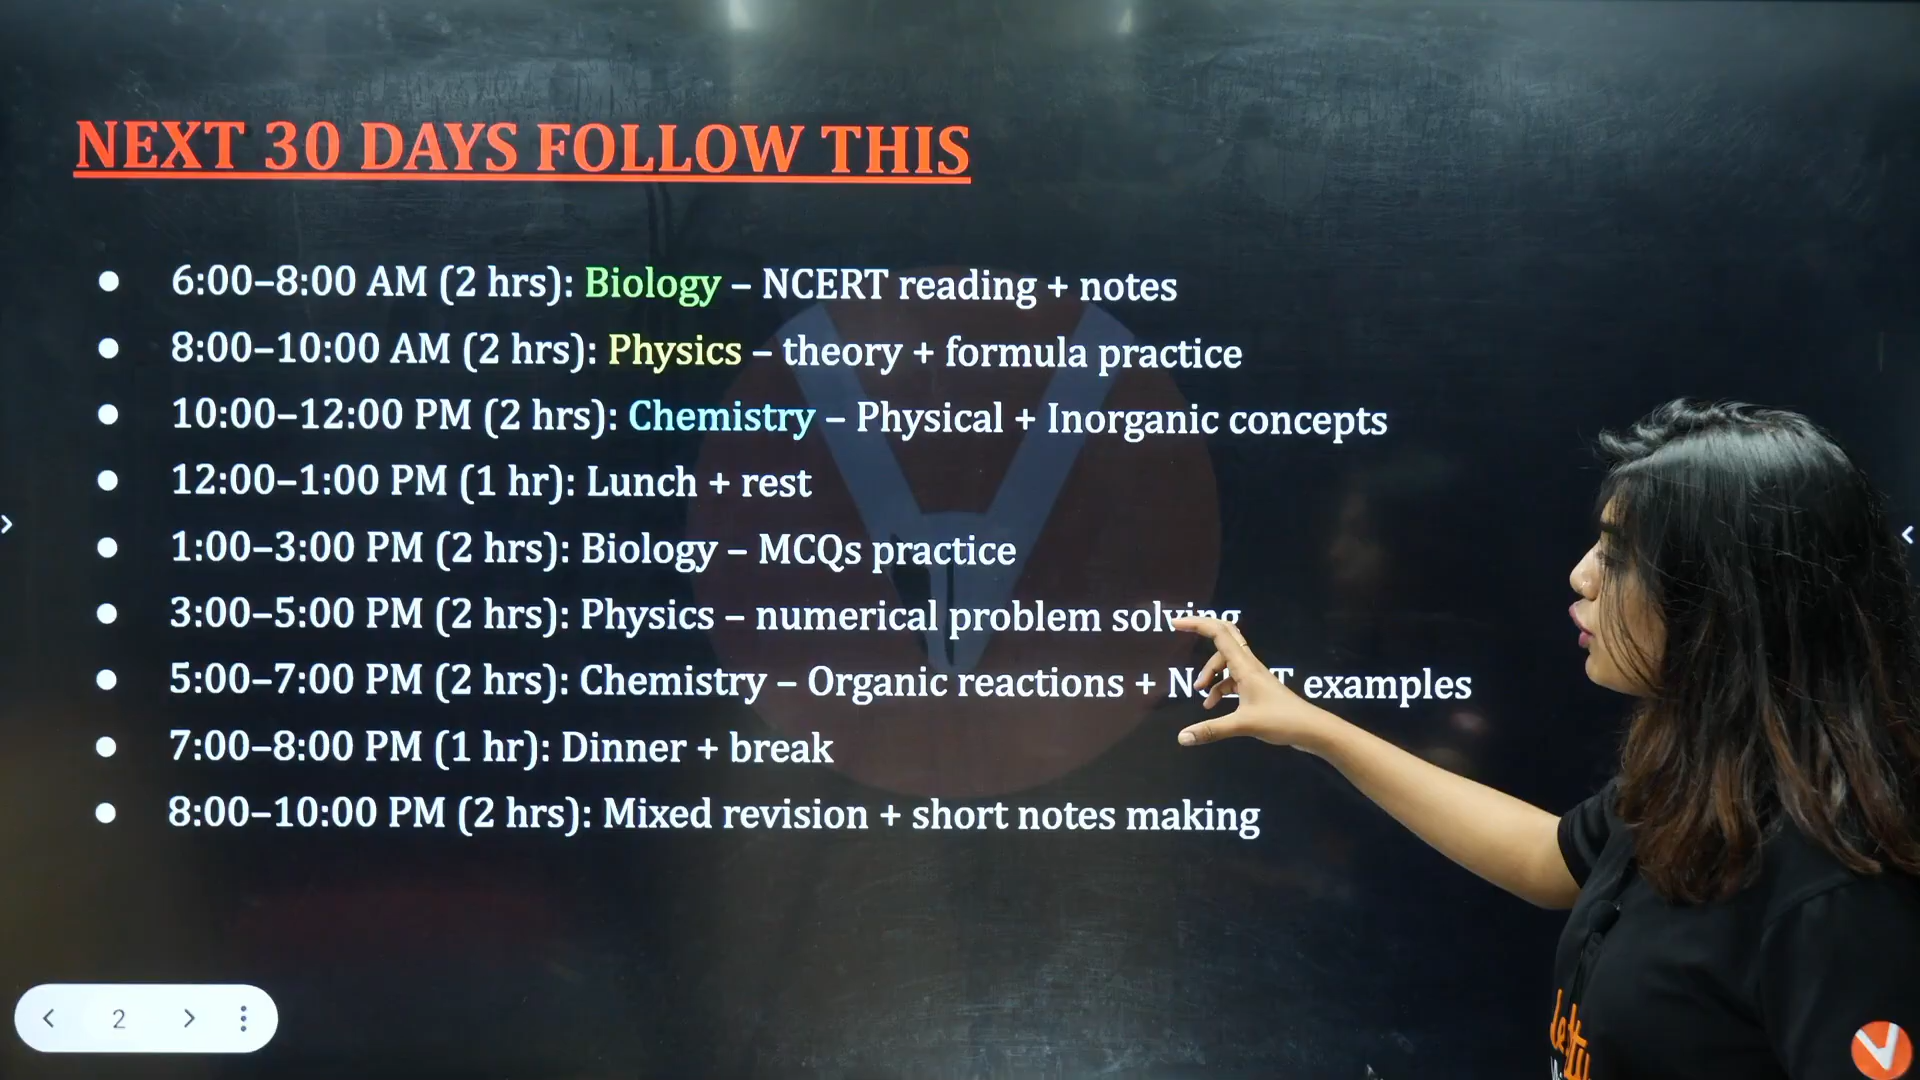 NEXT 30 DAYS FOLLOW THIS
● 6:00–8:00 AM (2 hrs): Biology – NCERT reading + notes
● 8:00–10:00 AM (2 hrs): Physics – theory + formula practice
● 10:00–12:00 PM (2 hrs): Chemistry – Physical + Inorganic concepts
● 12:00–1:00 PM (1 hr): Lunch + rest
● 1:00–3:00 PM (2 hrs): Biology – MCQs practice
● 3:00–5:00 PM (2 hrs): Physics – numerical problem solving
● 5:00–7:00 PM (2 hrs): Chemistry – Organic reactions + NCERT examples
● 7:00–8:00 PM (1 hr): Dinner + break
● 8:00–10:00 PM (2 hrs): Mixed revision + short notes making
2